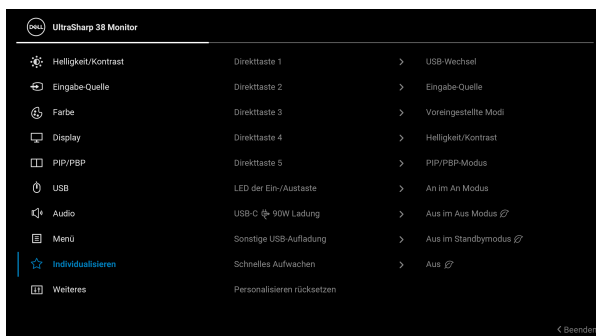 DELL UltraSharp 38 Monitor
Helligkeit/Kontrast Direkttaste 1 > USB-Wechsel
Eingabe-Quelle Direkttaste 2 > Eingabe-Quelle
Farbe Direkttaste 3 > Voreingestellte Modi
Display Direkttaste 4 > Helligkeit/Kontrast
PIP/PBP Direkttaste 5 > PIP/PBP-Modus
USB LED der Ein-/Austaste > An im An Modus
Audio USB-C 90W Ladung > Aus im Aus Modus
Menü Sonstige USB-Aufladung > Aus im Standbymodus
Individualisieren Schnelles Aufwachen > Aus
Weiteres Personalisieren rücksetzen
< Beenden